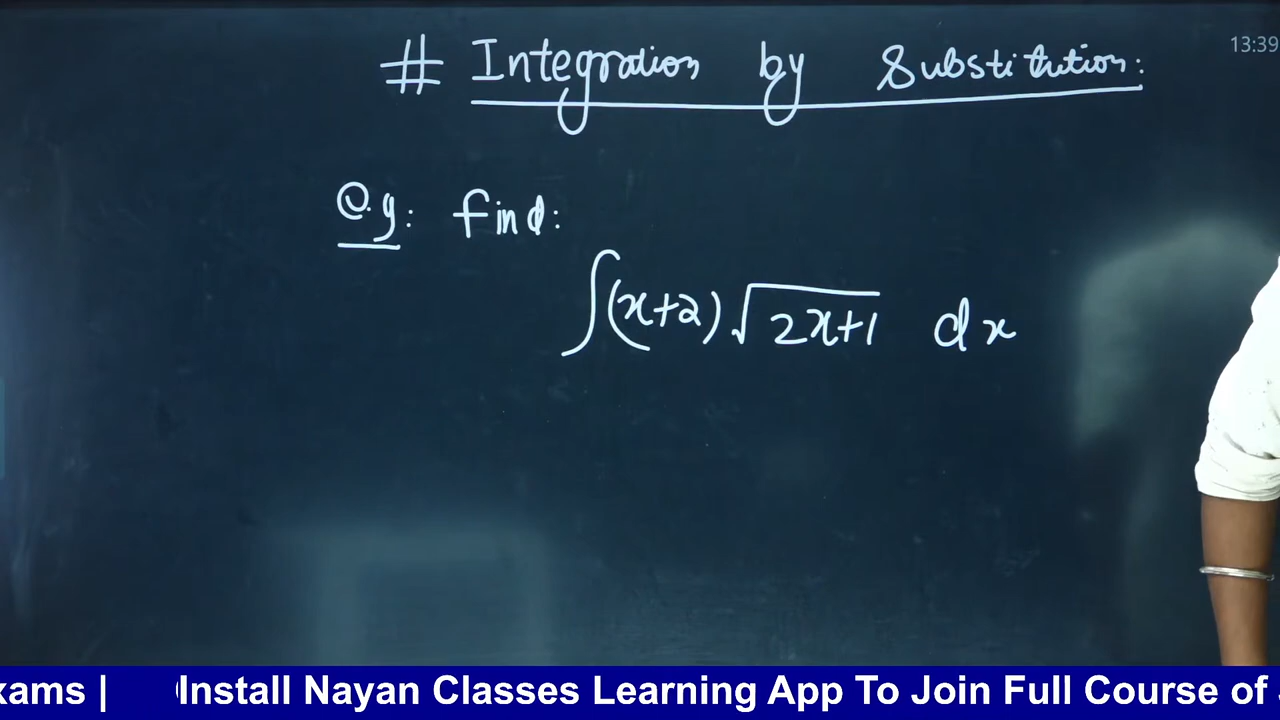 # Integration by Substitution:
13:39
e.g: find:
∫(x+2)√2x+1 dx
xams | Install Nayan Classes Learning App To Join Full Course of